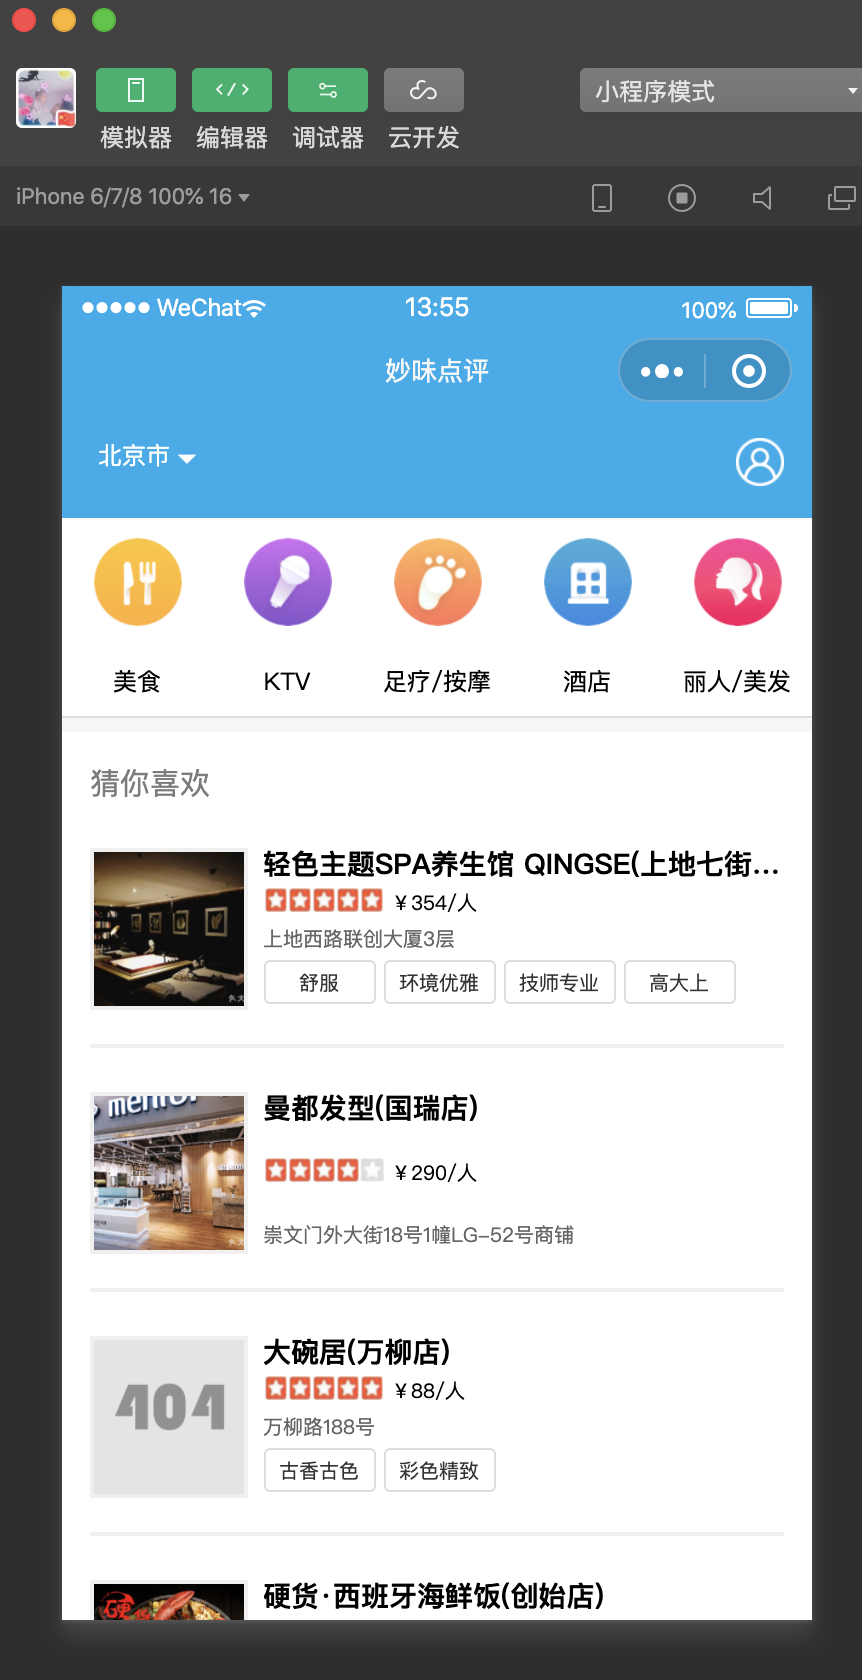 模拟器 编辑器 调试器 云开发 小程序模式
iPhone 6/7/8 100% 16
WeChat 13:55 100%
妙味点评
北京市
美食 KTV 足疗/按摩 酒店 丽人/美发
猜你喜欢
轻色主题SPA养生馆 QINGSE(上地七街...
￥354/人
上地西路联创大厦3层
舒服 环境优雅 技师专业 高大上
曼都发型(国瑞店)
￥290/人
崇文门外大街18号1幢LG-52号商铺
404
大碗居(万柳店)
￥88/人
万柳路188号
古香古色 彩色精致
硬货·西班牙海鲜饭(创始店)